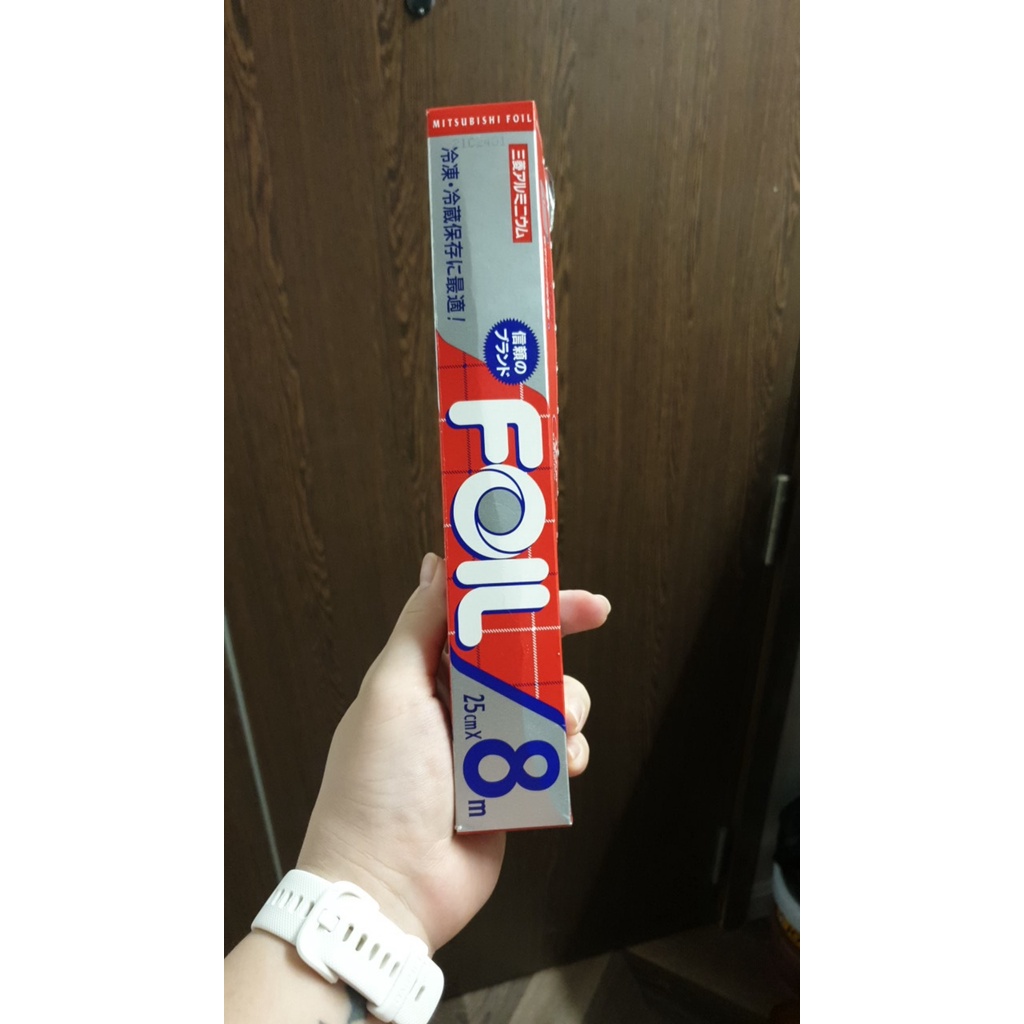 MITSUBISHI FOIL
三菱アルミニウム
冷凍・冷蔵保存に最適!
信頼の
ブランド
FOIL
25cm×8m